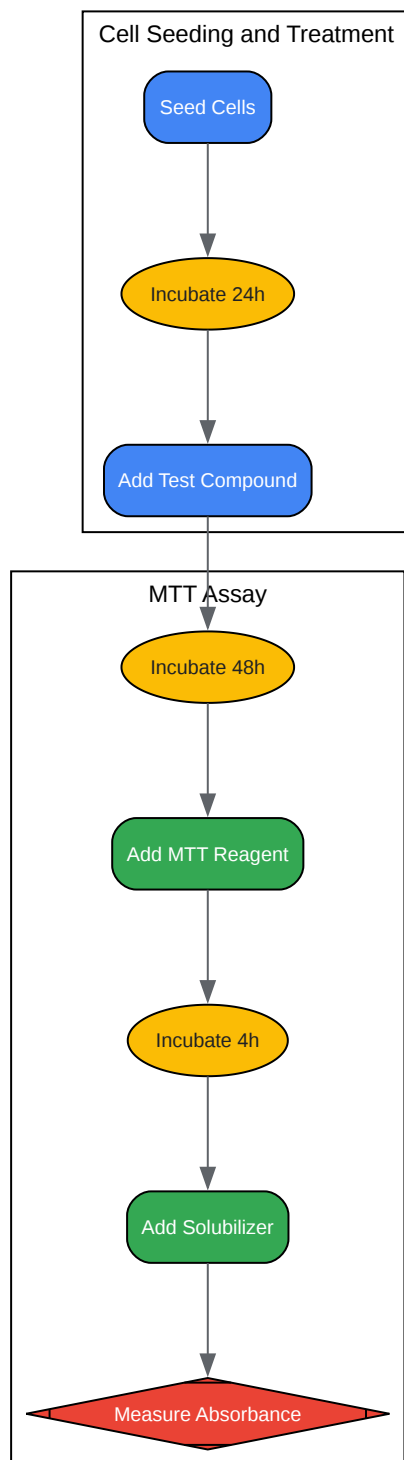 Cell Seeding and Treatment
Seed Cells
Incubate 24h
Add Test Compound
MTT Assay
Incubate 48h
Add MTT Reagent
Incubate 4h
Add Solubilizer
Measure Absorbance